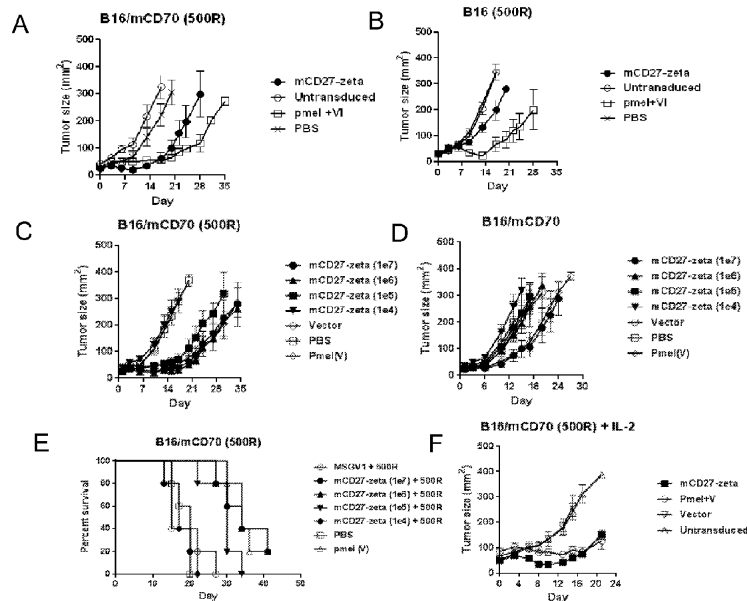 A
B16/mCD70 (500R)
Tumor size (mm²)
400
300
200
100
0
0 7 14 21 28 35
Day
mCD27-zeta
Untransduced
pmel +VI
PBS
B
B16 (500R)
Tumor size (mm²)
400
300
200
100
0
0 7 14 21 28 35
Day
mCD27-zeta
Untransduced
pmel+VI
PBS
C
B16/mCD70 (500R)
Tumor size (mm²)
400
300
200
100
0
0 7 14 21 28 35
Day
mCD27-zeta (1e7)
mCD27-zeta (1e6)
mCD27-zeta (1e5)
mCD27-zeta (1e4)
Vector
PBS
Pmel(V)
D
B16/mCD70
Tumor size (mm²)
400
300
200
100
0
0 6 12 18 24 30
Day
mCD27-zeta (1e7)
mCD27-zeta (1e6)
mCD27-zeta (1e5)
mCD27-zeta (1e4)
Vector
PBS
Pmel(V)
E
B16/mCD70 (500R)
Percent survival
100
80
60
40
20
0
0 10 20 30 40 50
Day
MSGV1 + 500R
mCD27-zeta (1e7) + 500R
mCD27-zeta (1e6) + 500R
mCD27-zeta (1e5) + 500R
mCD27-zeta (1e4) + 500R
PBS
pmel (V)
F
B16/mCD70 (500R) + IL-2
Tumor size (mm²)
400
300
200
100
0
0 4 8 12 16 20 24
Day
mCD27-zeta
Pmel+V
Vector
Untransduced